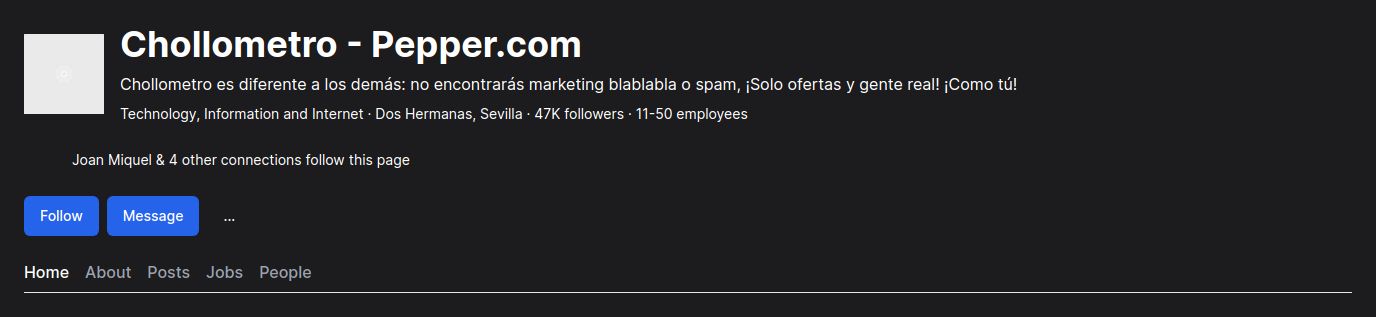 Chollometro - Pepper.com
Chollometro es diferente a los demás: no encontrarás marketing blablabla o spam, ¡Solo ofertas y gente real! ¡Como tú!
Technology, Information and Internet · Dos Hermanas, Sevilla · 47K followers · 11-50 employees
Joan Miquel & 4 other connections follow this page
Follow Message ...
Home About Posts Jobs People